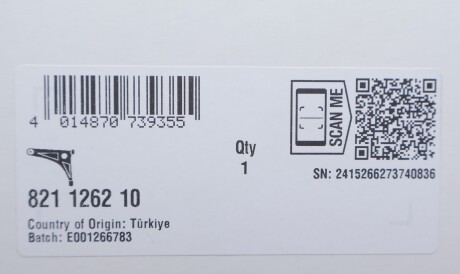 4 014870 739355
Qty
1
SCAN ME
SN: 2415266273740836
821 1262 10
Country of Origin: Türkiye
Batch: E001266783